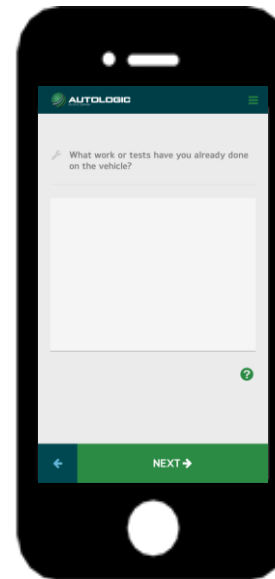 AUTOLOGIC
What work or tests have you already done
on the vehicle?
?
NEXT